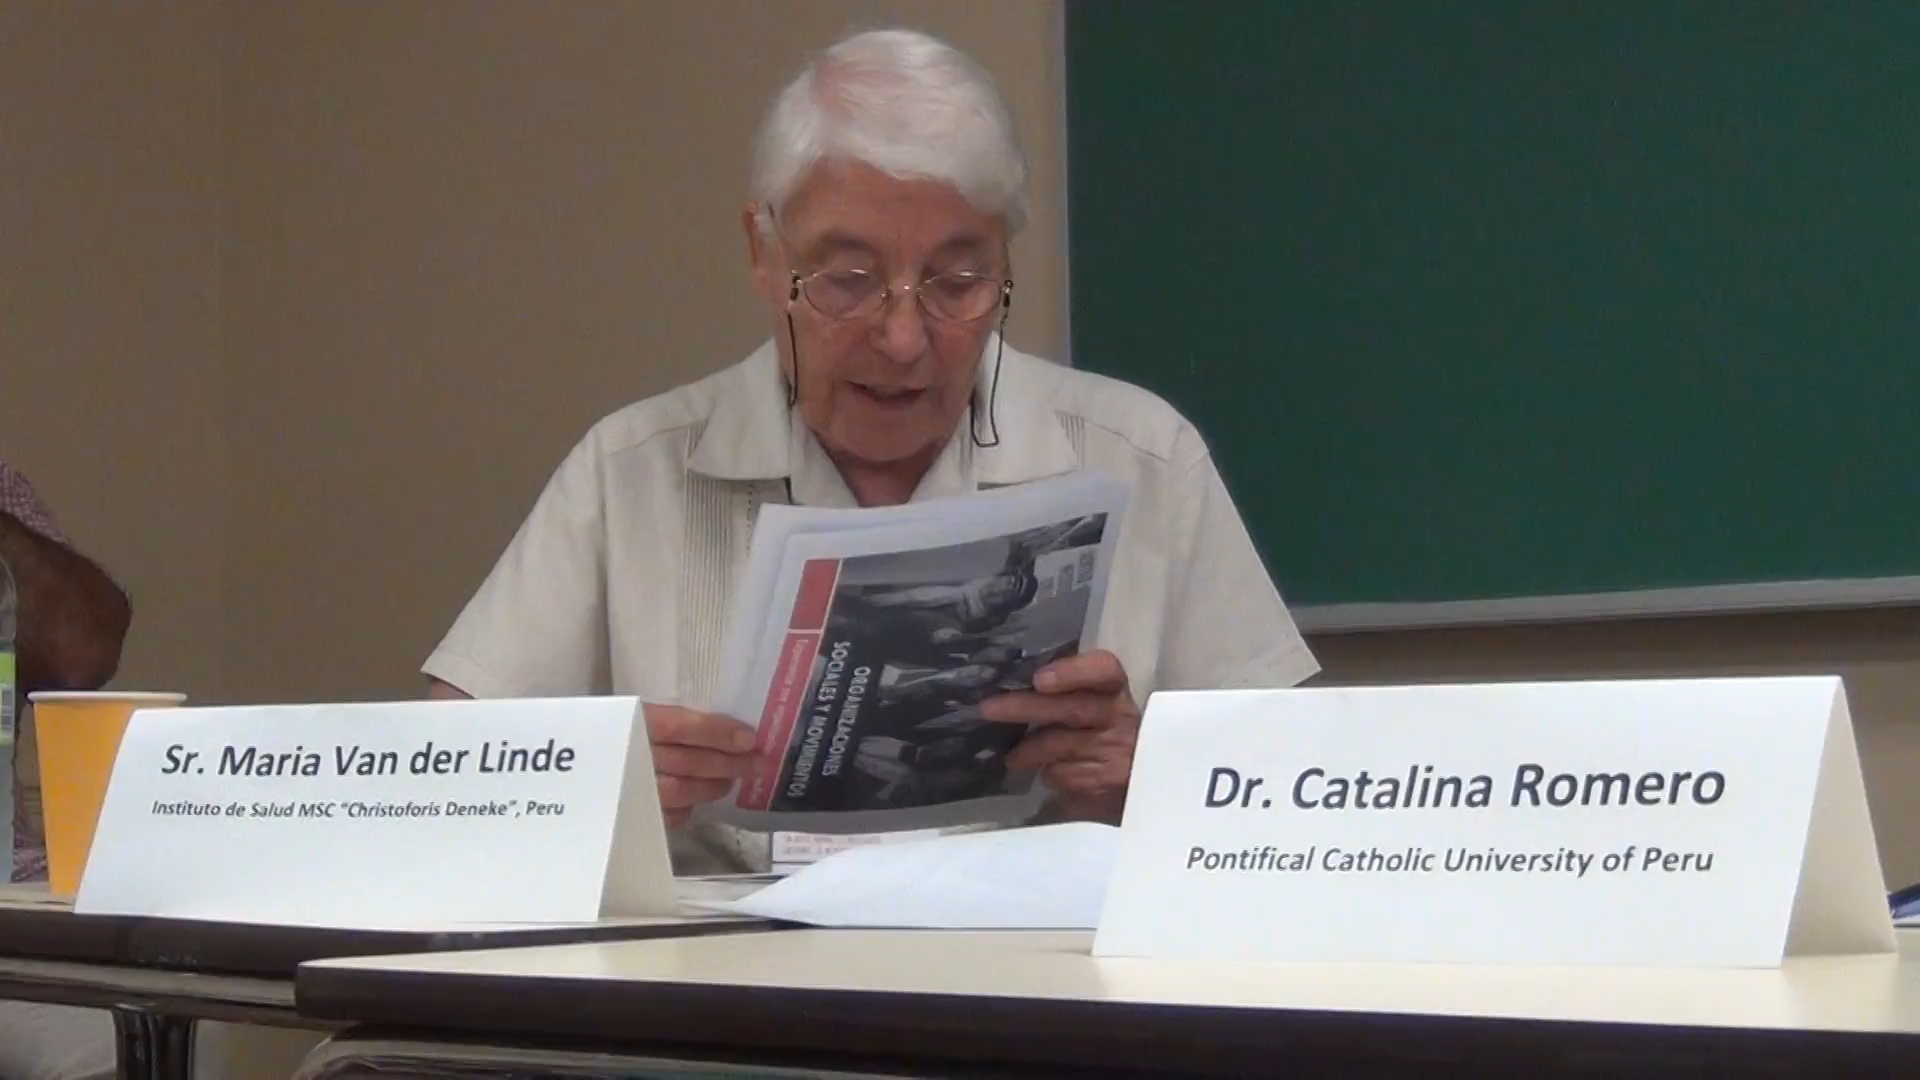 Sr. Maria Van der Linde
Instituto de Salud MSC "Christoforis Deneke", Peru
Dr. Catalina Romero
Pontifical Catholic University of Peru
ORGANIZACIONES
SOCIALES Y MOVIMIENTOS